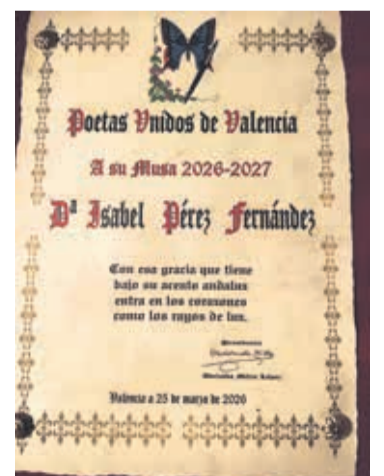 Poetas Unidos de Valencia
A su Musa 2026-2027
Dª Isabel Pérez Fernández
Con esa gracia que tiene
bajo su acento andaluz
entra en los corazones
como los rayos de luz.
Valencia a 25 de marzo de 2026